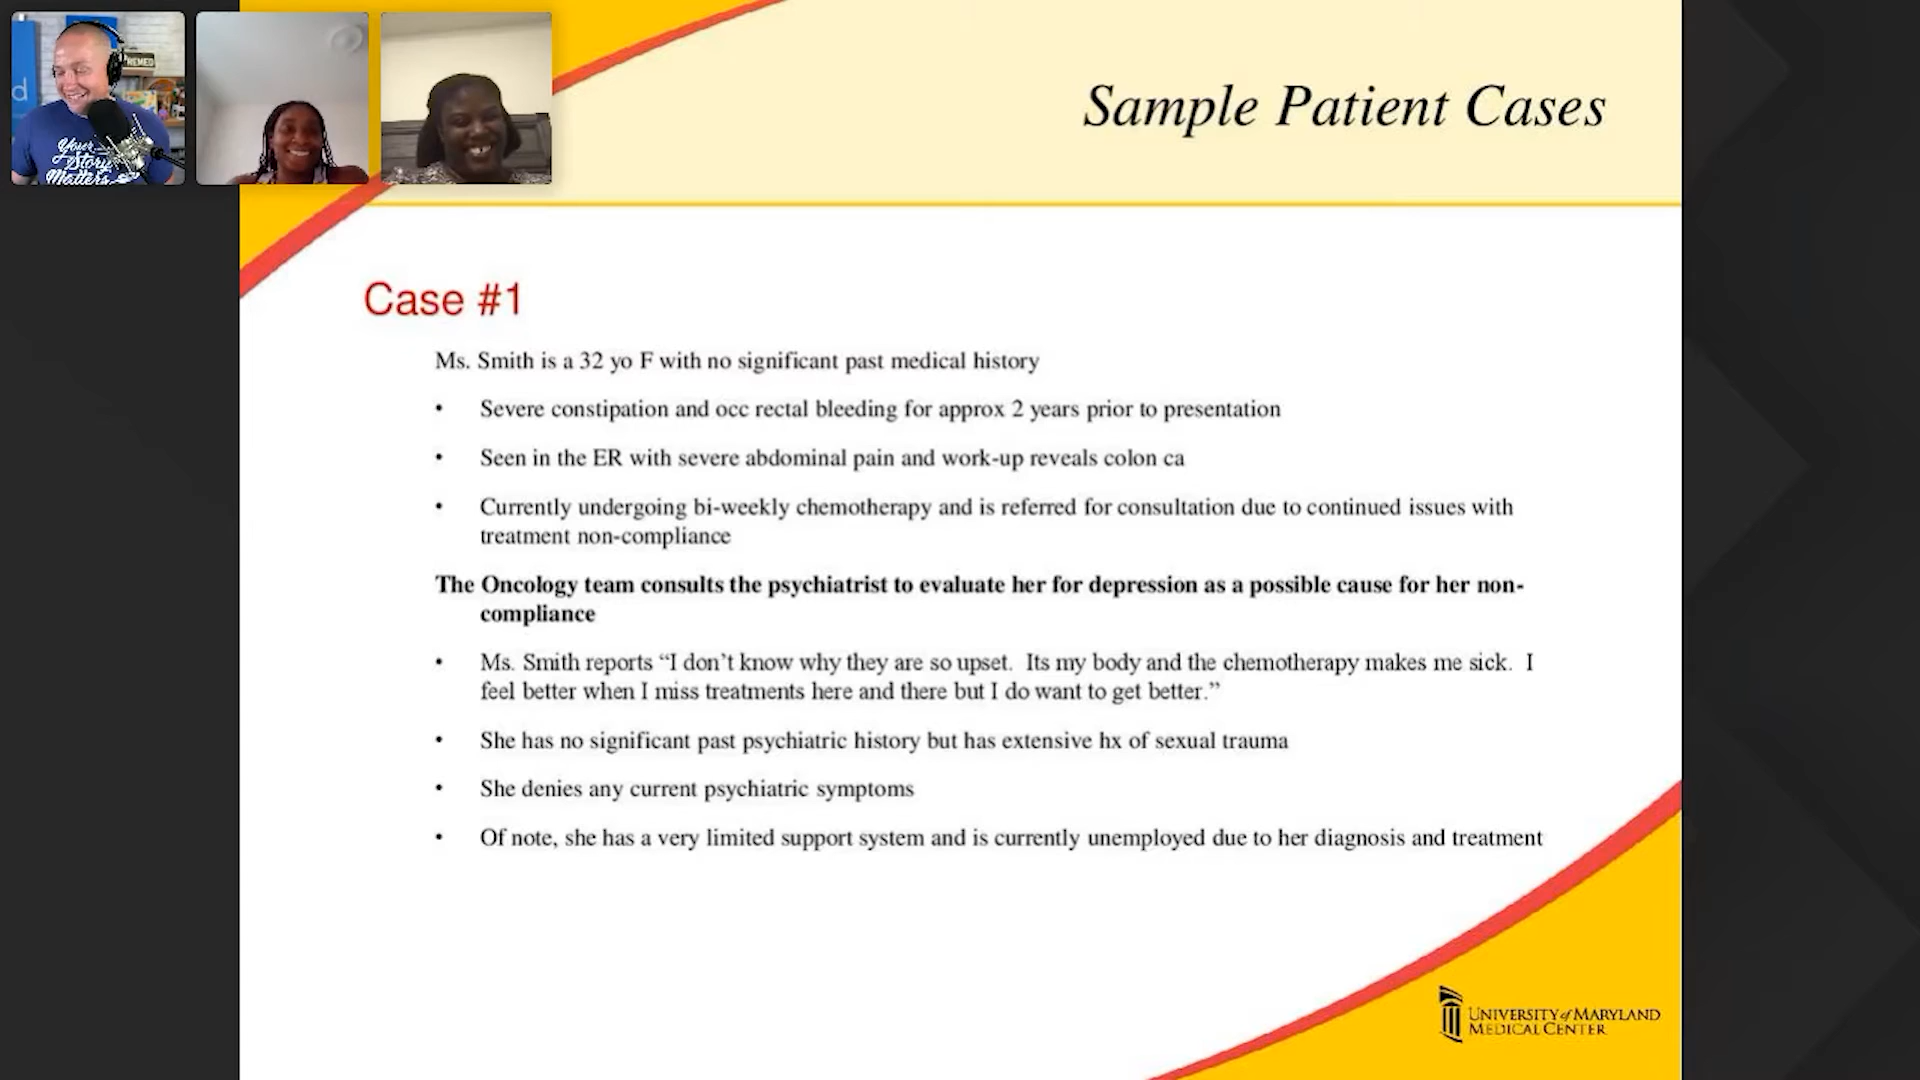 d
REMED
Your
Story
Matters
Sample Patient Cases
Case #1
Ms. Smith is a 32 yo F with no significant past medical history
• Severe constipation and occ rectal bleeding for approx 2 years prior to presentation
• Seen in the ER with severe abdominal pain and work-up reveals colon ca
• Currently undergoing bi-weekly chemotherapy and is referred for consultation due to continued issues with
treatment non-compliance
The Oncology team consults the psychiatrist to evaluate her for depression as a possible cause for her non-
compliance
• Ms. Smith reports “I don’t know why they are so upset. Its my body and the chemotherapy makes me sick. I
feel better when I miss treatments here and there but I do want to get better.”
• She has no significant past psychiatric history but has extensive hx of sexual trauma
• She denies any current psychiatric symptoms
• Of note, she has a very limited support system and is currently unemployed due to her diagnosis and treatment
UNIVERSITY of MARYLAND
MEDICAL CENTER